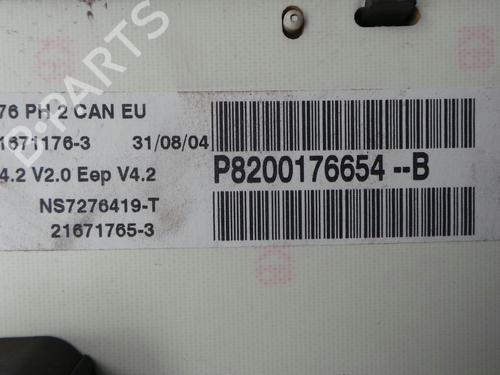 76 PH 2 CAN EU
1671176-3 31/08/04
4.2 V2.0 Eep V4.2
NS7276419-T
21671765-3
P8200176654--B
B-PARTS